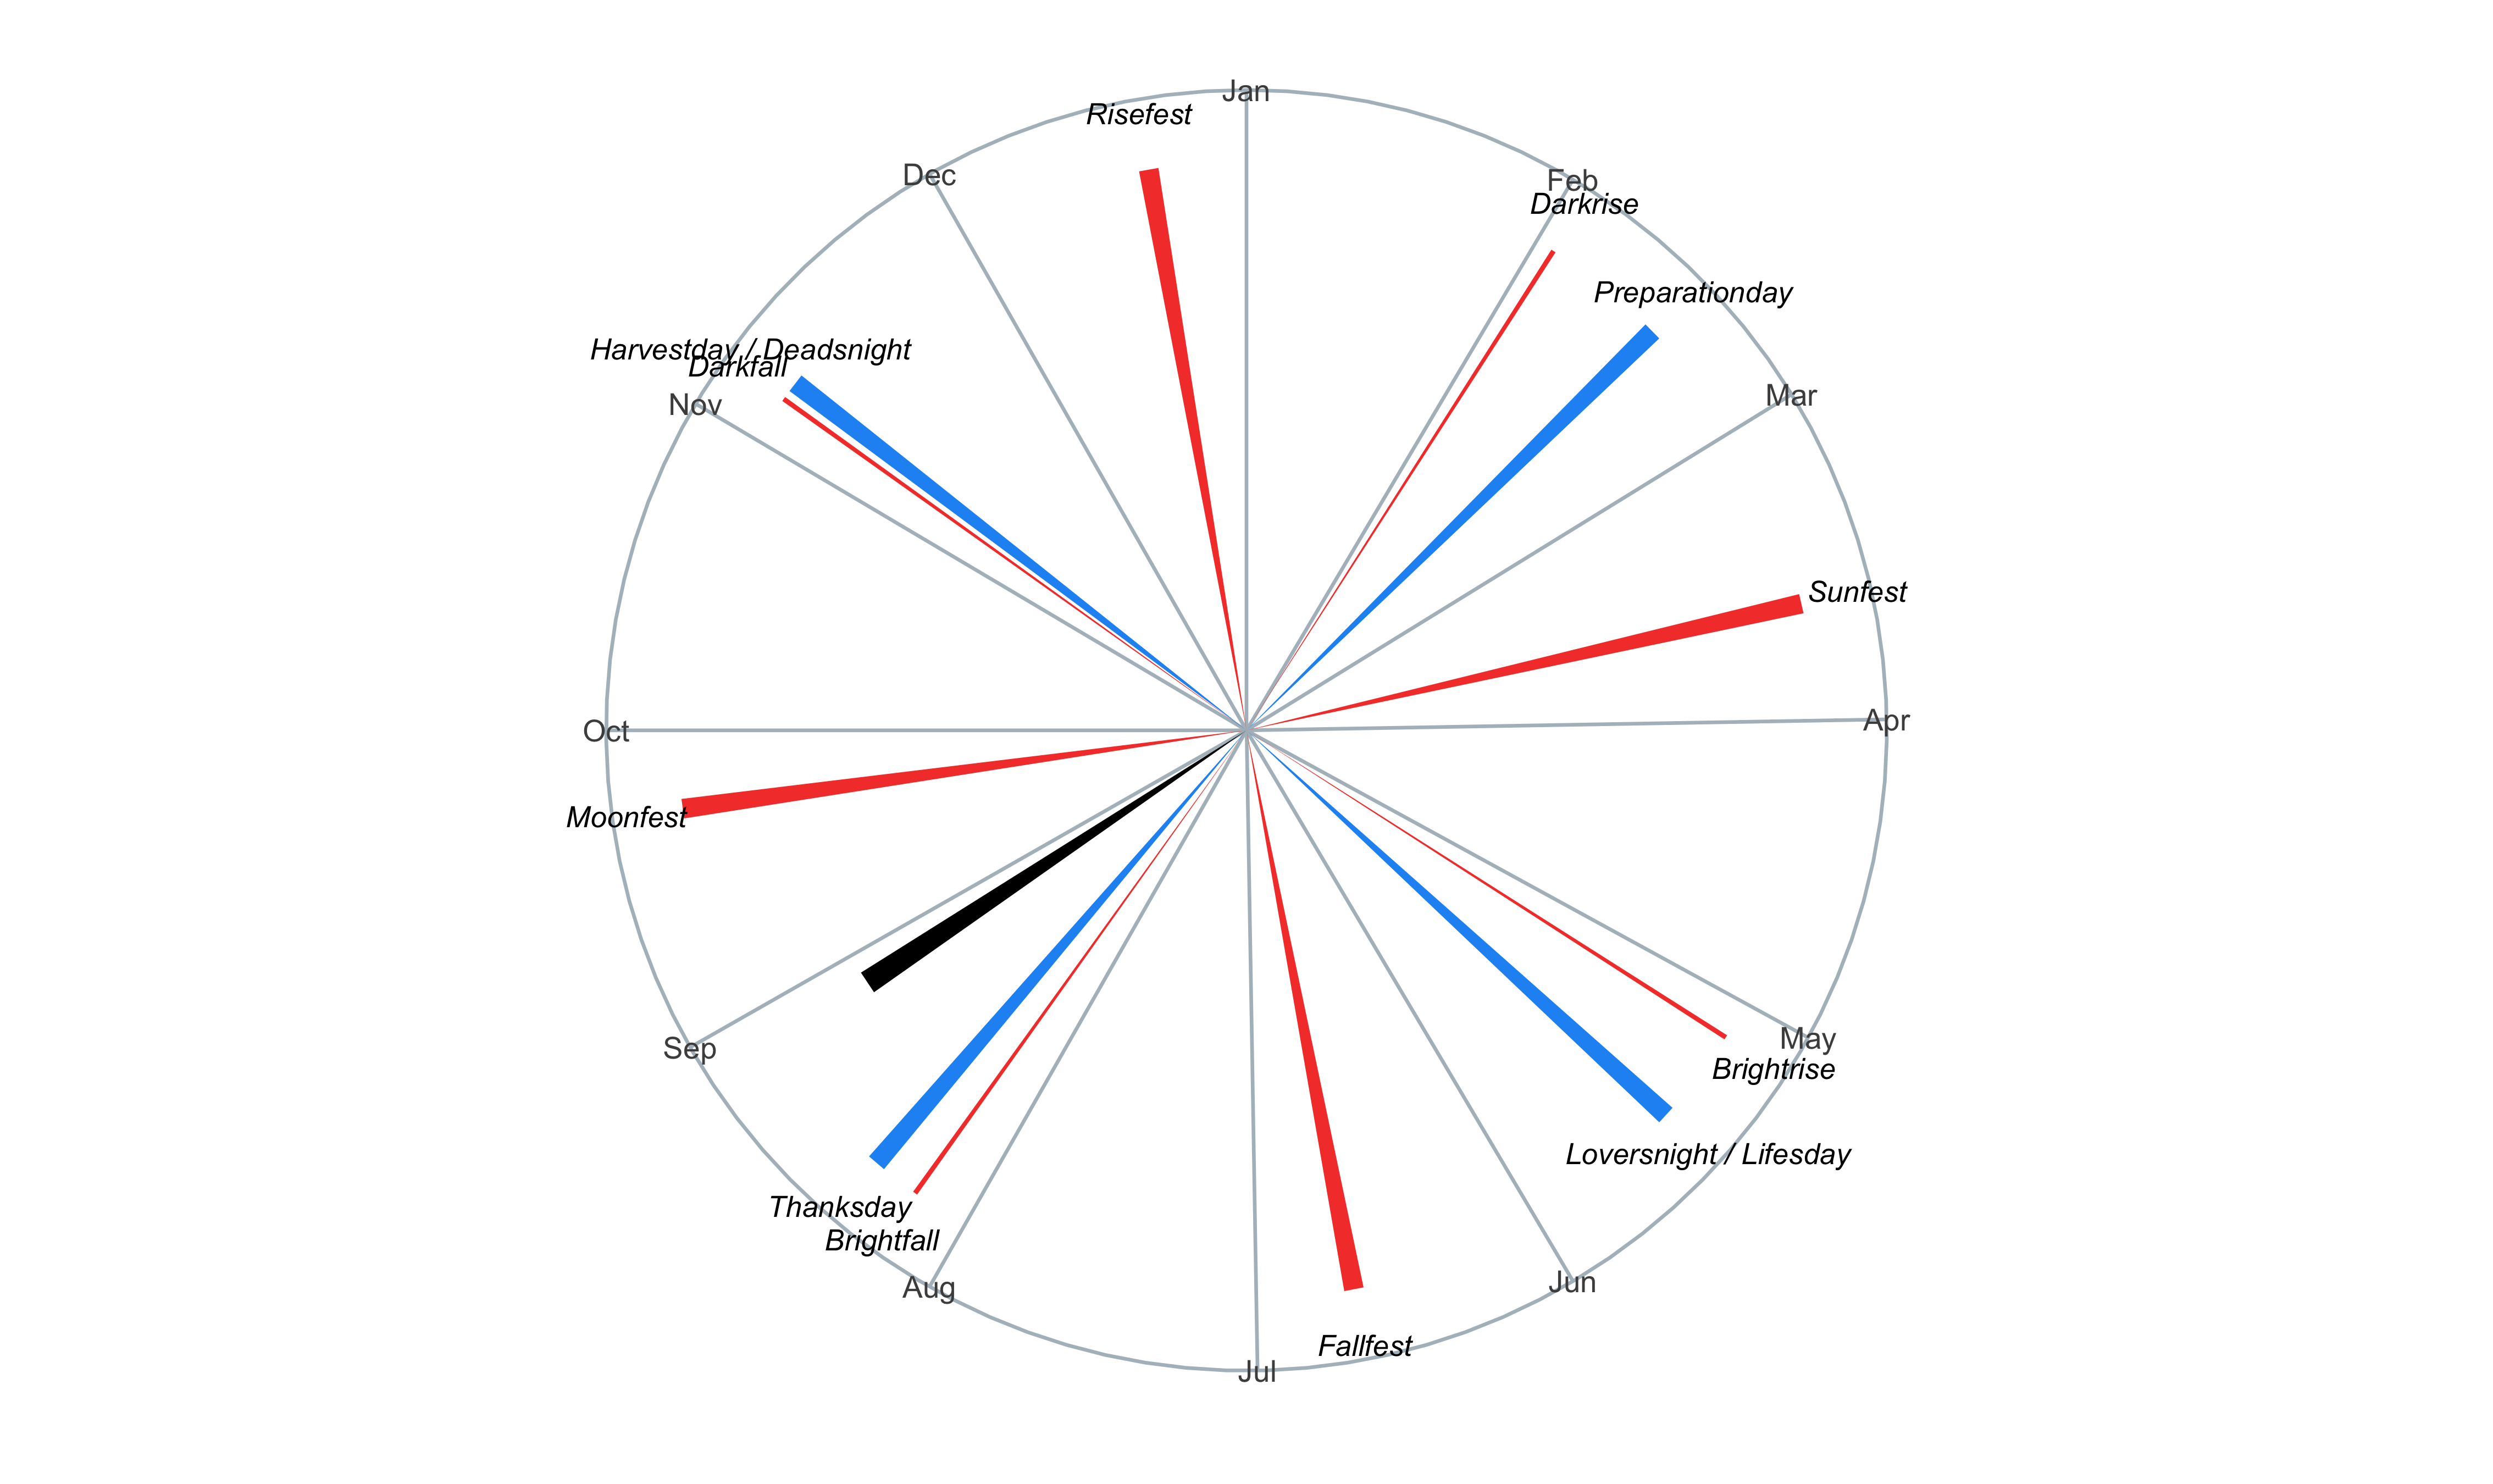 Jan
Risefest
Dec
Feb
Darkrise
Preparationday
Harvestday / Deadsnight
Darkfall
Nov
Mar
Sunfest
Oct
Apr
Moonfest
Sep
May
Brightrise
Loversnight / Lifesday
Thanksday
Brightfall
Aug
Jun
Fallfest
Jul